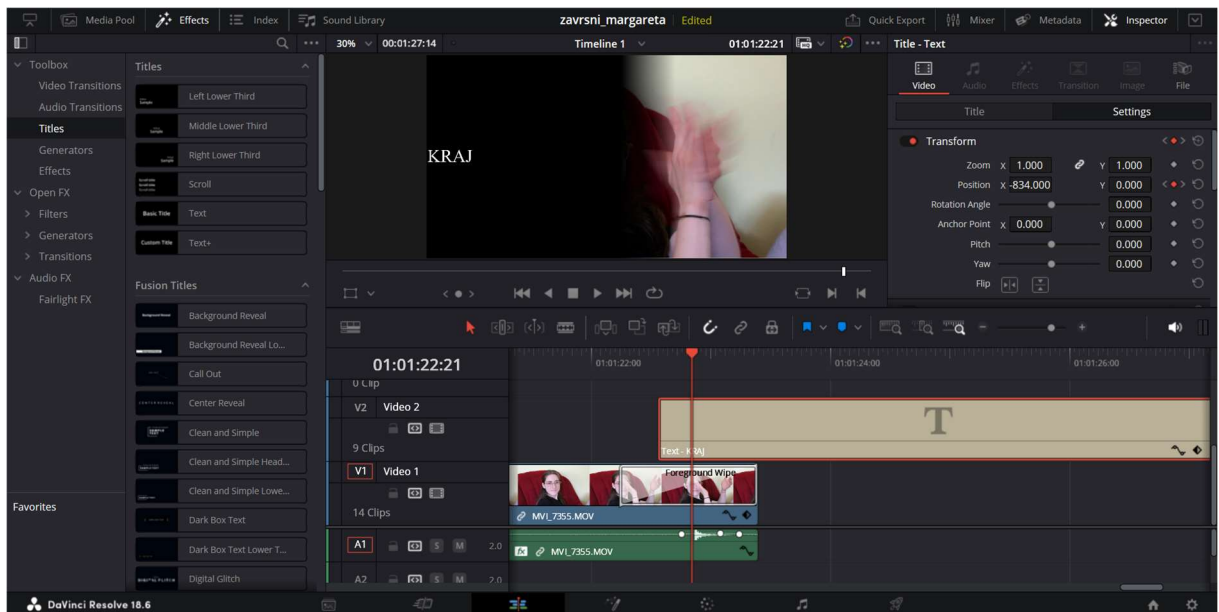 Media Pool Effects Index Sound Library zavrsni_margareta Edited Quick Export Mixer Metadata Inspector
30% 00:01:27:14 Timeline 1 01:01:22:21 Title - Text
Toolbox
Video Transitions
Audio Transitions
Titles
Generators
Effects
Open FX
Filters
Generators
Transitions
Audio FX
Fairlight FX
Favorites
Titles
Left Lower Third
Middle Lower Third
Right Lower Third
Scroll
Basic Title Text
Custom Title Text+
Fusion Titles
Background Reveal
Background Reveal Lo...
Call Out
Center Reveal
Clean and Simple
Clean and Simple Head...
Clean and Simple Lowe...
Dark Box Text
Dark Box Text Lower T...
Digital Glitch
KRAJ
Video Audio Effects Transition Image File
Title Settings
Transform
Zoom X 1.000 Y 1.000
Position X -834.000 Y 0.000
Rotation Angle 0.000
Anchor Point X 0.000 Y 0.000
Pitch 0.000
Yaw 0.000
Flip
01:01:22:21 01:01:22:00 01:01:24:00 01:01:26:00
0 Clip
V2 Video 2
9 Clips
Text - KRAJ
V1 Video 1
Foreground Wipe
14 Clips
MVI_7355.MOV
A1 S M 2.0
fx MVI_7355.MOV
A2 S M 2.0
DaVinci Resolve 18.6